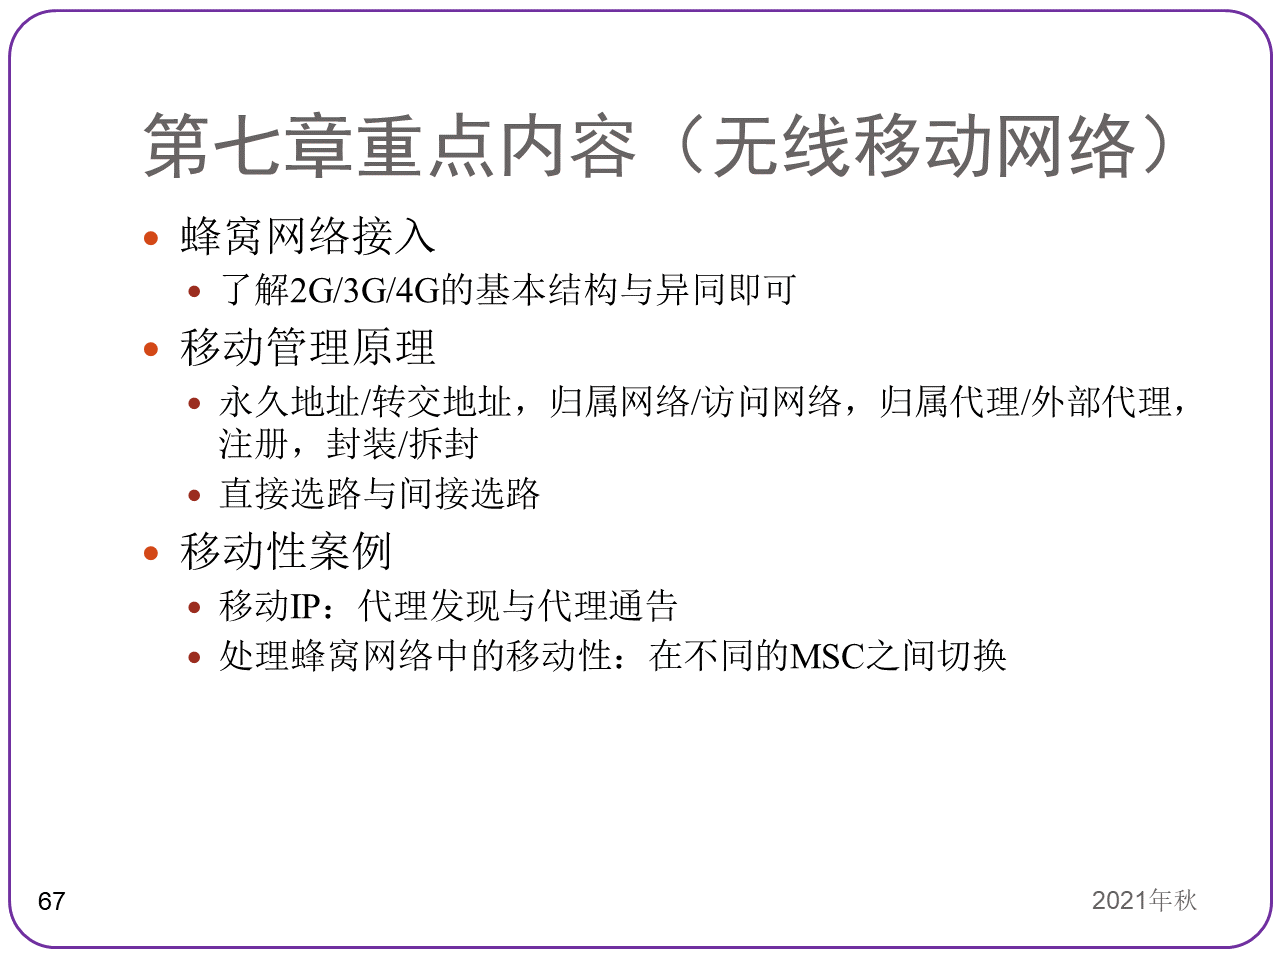 第七章重点内容（无线移动网络）
• 蜂窝网络接入
• 了解2G/3G/4G的基本结构与异同即可
• 移动管理原理
• 永久地址/转交地址，归属网络/访问网络，归属代理/外部代理，
注册，封装/拆封
• 直接选路与间接选路
• 移动性案例
• 移动IP：代理发现与代理通告
• 处理蜂窝网络中的移动性：在不同的MSC之间切换
67
2021年秋